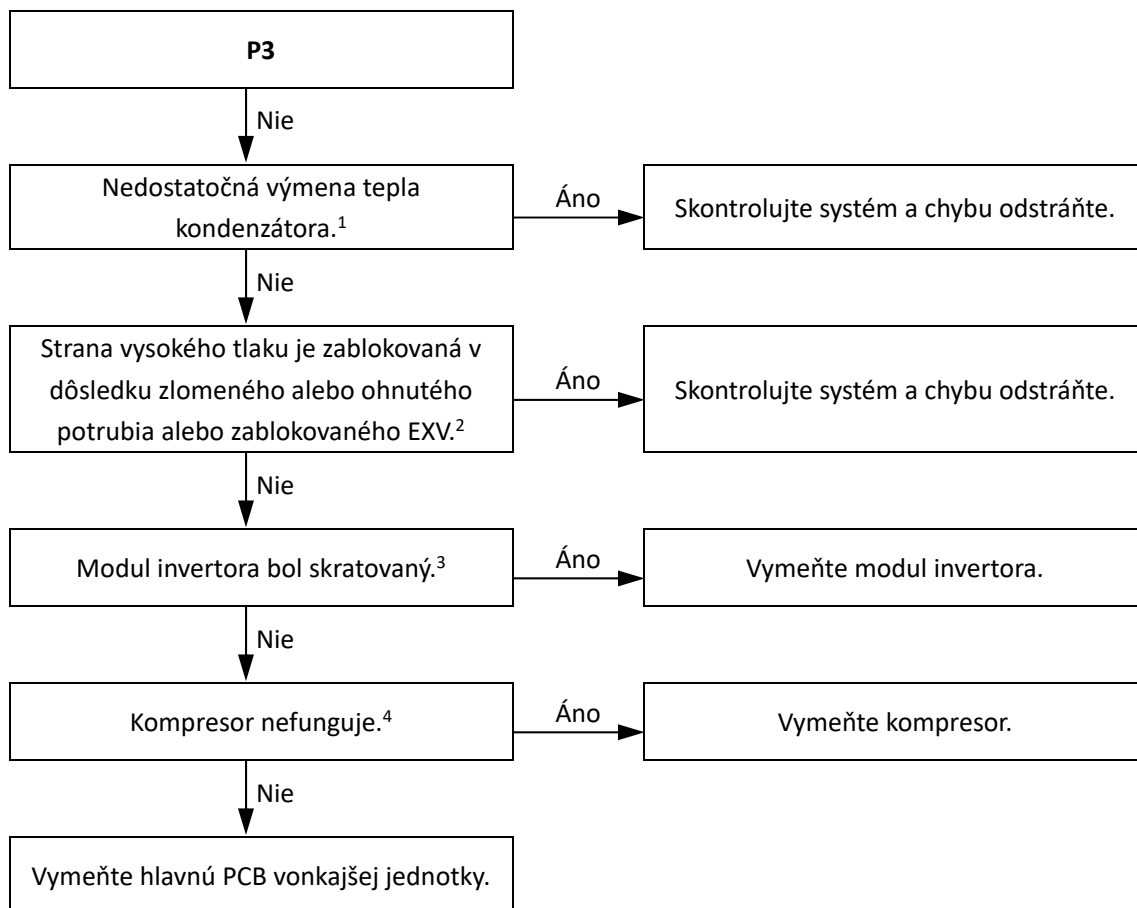 P3
Nie
Nedostatočná výmena tepla
kondenzátora.1
Áno
Skontrolujte systém a chybu odstráňte.
Nie
Strana vysokého tlaku je zablokovaná v
dôsledku zlomeného alebo ohnutého
potrubia alebo zablokovaného EXV.2
Áno
Skontrolujte systém a chybu odstráňte.
Nie
Modul invertora bol skratovaný.3
Áno
Vymeňte modul invertora.
Nie
Kompresor nefunguje.4
Áno
Vymeňte kompresor.
Nie
Vymeňte hlavnú PCB vonkajšej jednotky.